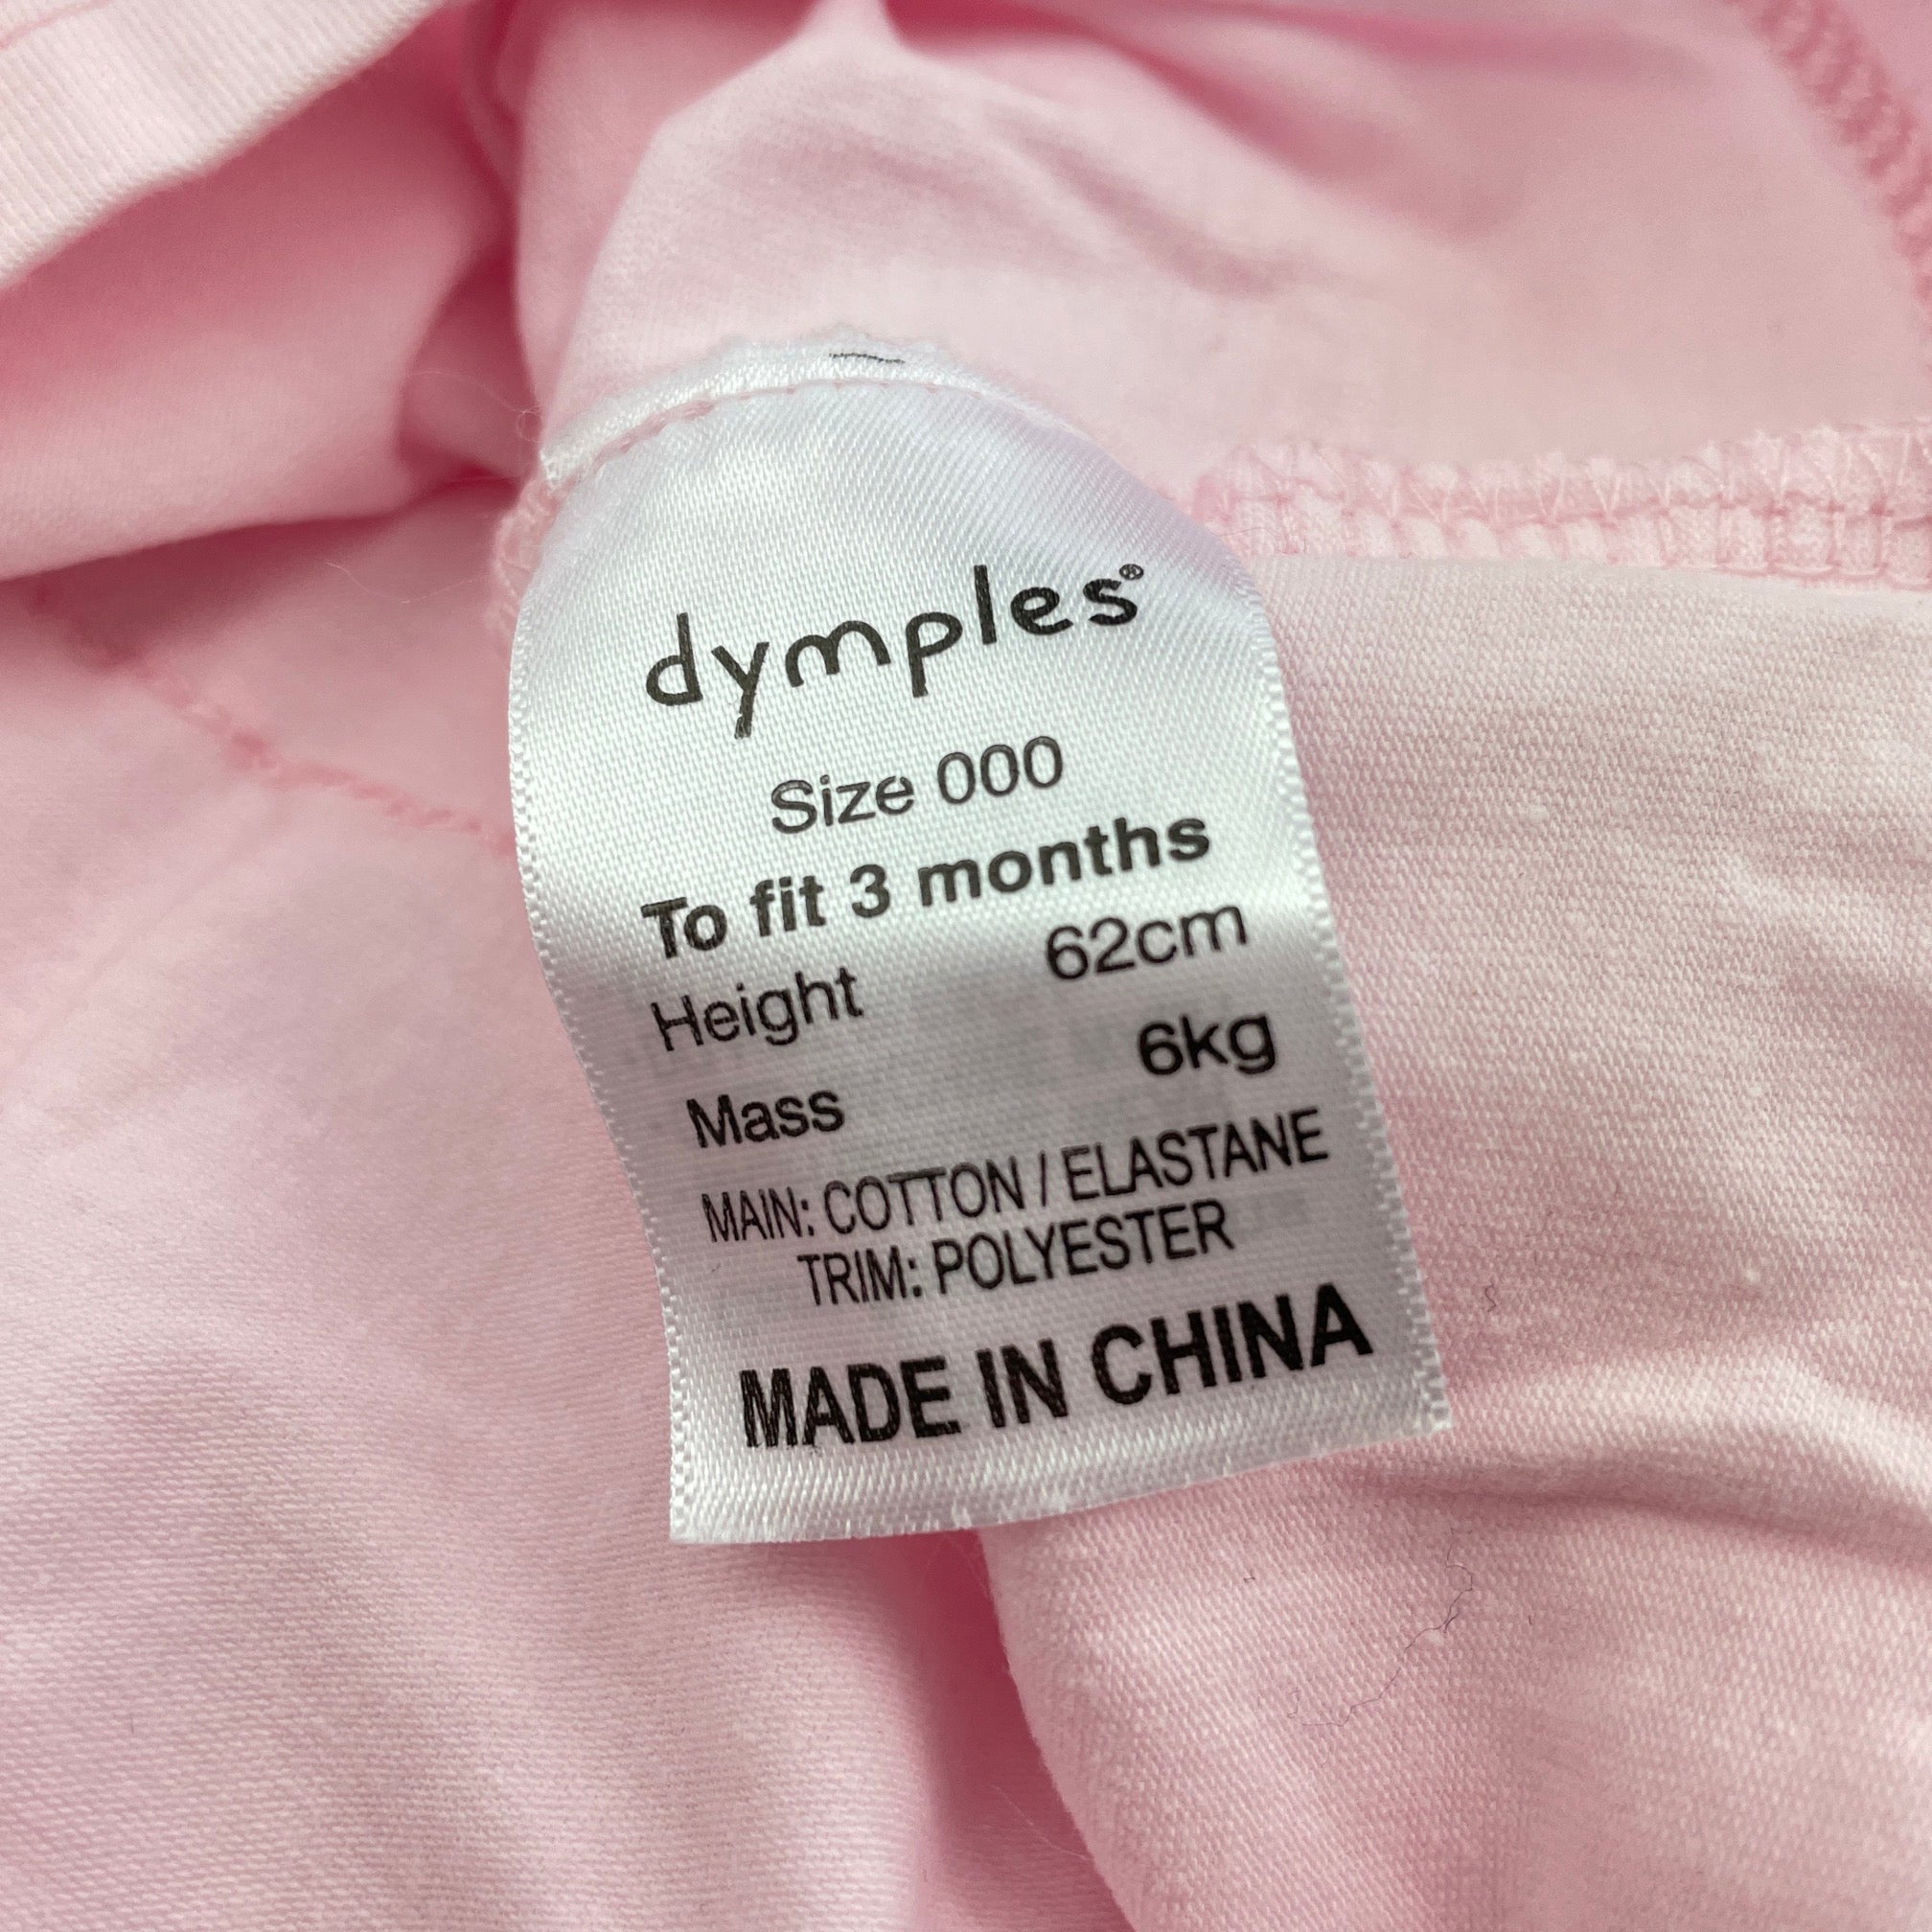 dymples®
Size 000
To fit 3 months
Height 62cm
Mass 6kg
MAIN: COTTON / ELASTANE
TRIM: POLYESTER
MADE IN CHINA